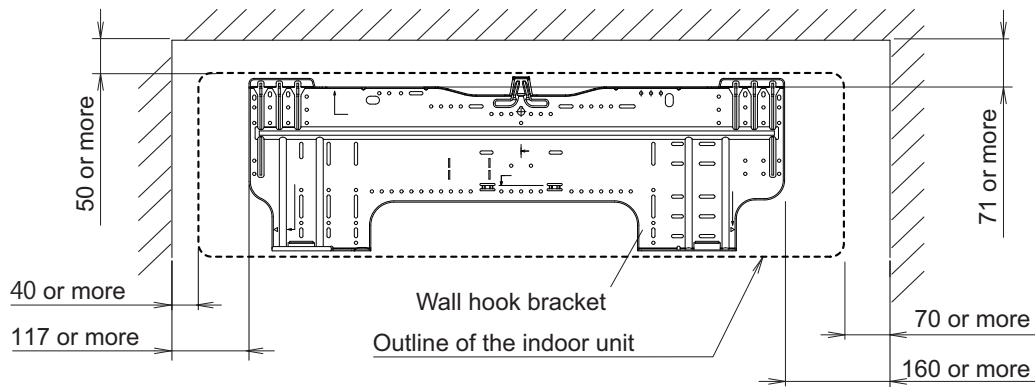 50 or more
71 or more
40 or more
117 or more
Wall hook bracket
Outline of the indoor unit
70 or more
160 or more